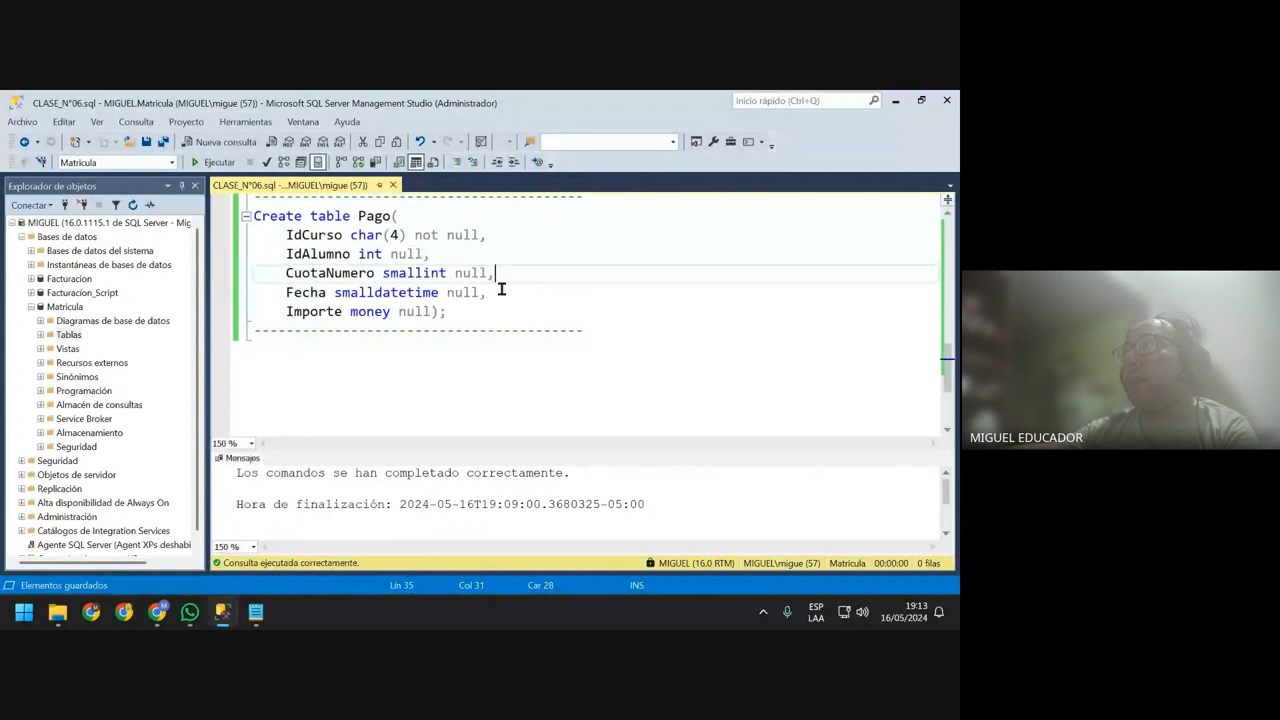 CLASE_N°06.sql - MIGUEL.Matricula (MIGUEL\migue (57)) - Microsoft SQL Server Management Studio (Administrador)
Inicio rápido (Ctrl+Q)
Archivo Editar Ver Consulta Proyecto Herramientas Ventana Ayuda
Nueva consulta
Matricula
Ejecutar
Explorador de objetos
Conectar
MIGUEL (16.0.1115.1 de SQL Server - Mig
Bases de datos
Bases de datos del sistema
Instantáneas de bases de datos
Facturacion
Facturacion_Script
Matricula
Diagramas de base de datos
Tablas
Vistas
Recursos externos
Sinónimos
Programación
Almacén de consultas
Service Broker
Almacenamiento
Seguridad
Seguridad
Objetos de servidor
Replicación
Alta disponibilidad de Always On
Administración
Catálogos de Integration Services
Agente SQL Server (Agent XPs deshabi
CLASE_N°06.sql -...MIGUEL\migue (57))
Create table Pago(
IdCurso char(4) not null,
IdAlumno int null,
CuotaNumero smallint null,
Fecha smalldatetime null,
Importe money null);
150 %
Mensajes
Los comandos se han completado correctamente.
Hora de finalización: 2024-05-16T19:09:00.3680325-05:00
150 %
Consulta ejecutada correctamente.
MIGUEL (16.0 RTM) MIGUEL\migue (57) Matricula 00:00:00 0 filas
Elementos guardados
Lín 35 Col 31 Car 28 INS
ESP
LAA
19:13
16/05/2024
MIGUEL EDUCADOR